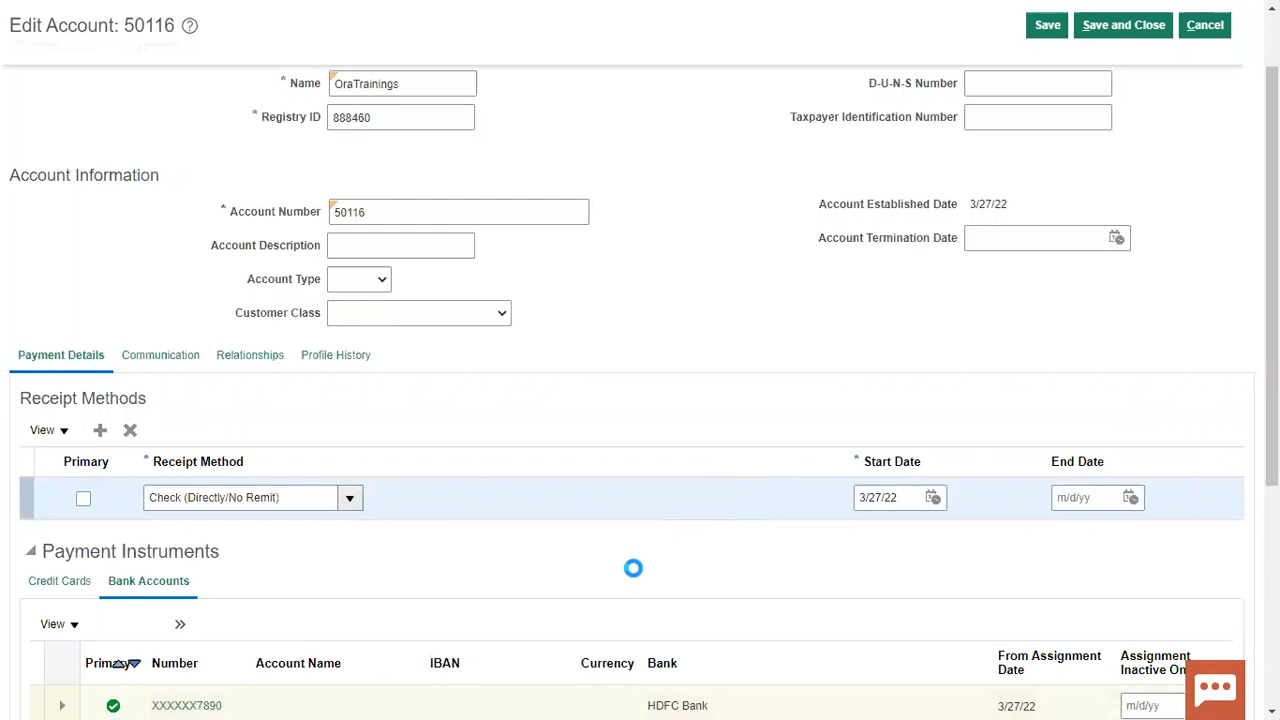 Edit Account: 50116
Save
Save and Close
Cancel
* Name OraTrainings
D-U-N-S Number
* Registry ID 888460
Taxpayer Identification Number
Account Information
* Account Number 50116
Account Established Date 3/27/22
Account Description
Account Termination Date
Account Type
Customer Class
Payment Details Communication Relationships Profile History
Receipt Methods
View
Primary * Receipt Method * Start Date End Date
Check (Directly/No Remit) 3/27/22 m/d/yy
Payment Instruments
Credit Cards Bank Accounts
View »
Primary Number Account Name IBAN Currency Bank From Assignment Date Assignment Inactive On
XXXXXX7890 HDFC Bank 3/27/22 m/d/yy